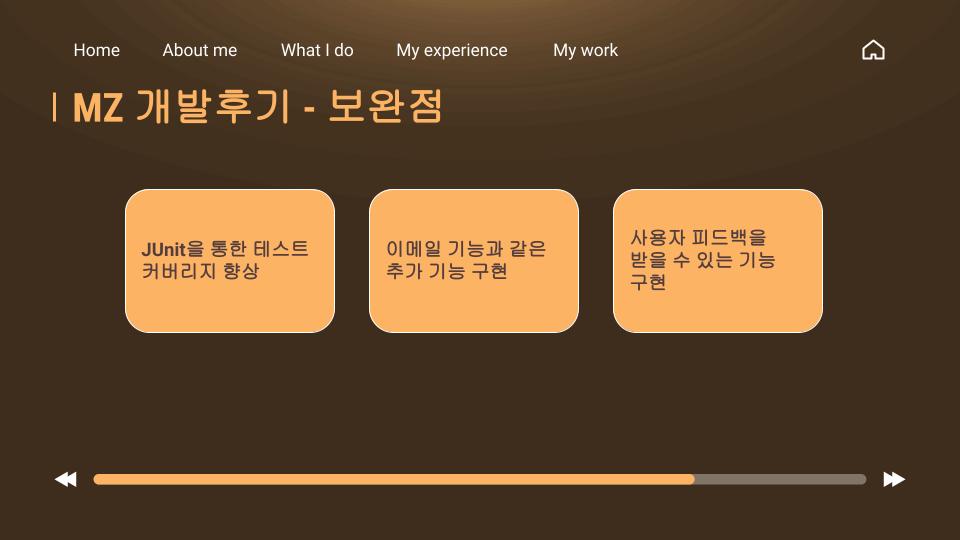 Home About me What I do My experience My work
MZ 개발후기 - 보완점
JUnit을 통한 테스트
커버리지 향상
이메일 기능과 같은
추가 기능 구현
사용자 피드백을
받을 수 있는 기능
구현